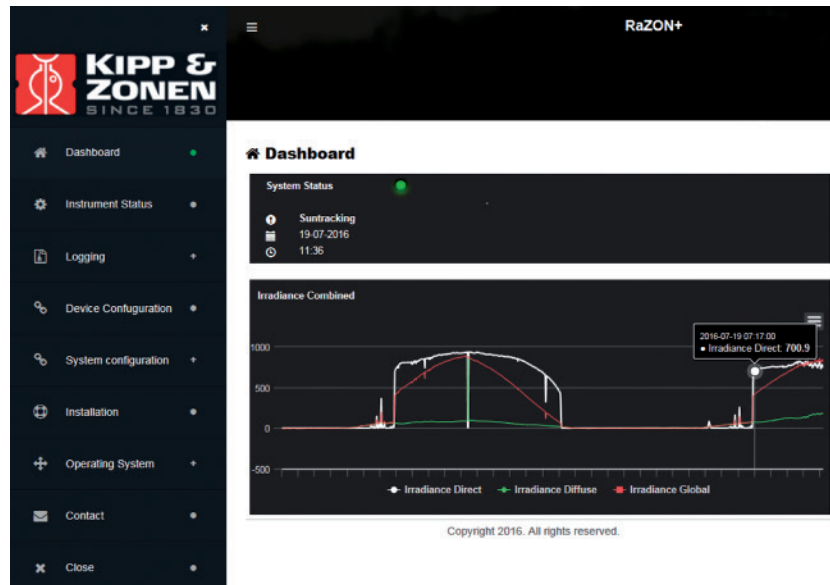 KIPP &
ZONEN
SINCE 1830
Dashboard
Instrument Status
Logging
Device Confuguration
System configuration
Installation
Operating System
Contact
Close
RaZON+
Dashboard
System Status
Suntracking
19-07-2016
11:36
Irradiance Combined
2016-07-19 07:17:00
Irradiance Direct: 700.9
1000
500
0
-500
Irradiance Direct Irradiance Diffuse Irradiance Global
Copyright 2016. All rights reserved.